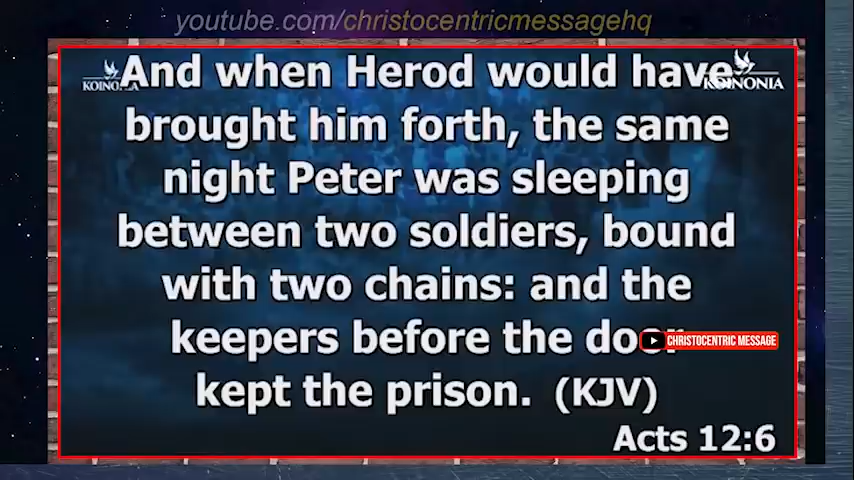 youtube.com/christocentricmessagehq
KOINONIA
And when Herod would have
KOINONIA
brought him forth, the same
night Peter was sleeping
between two soldiers, bound
with two chains: and the
keepers before the door
CHRISTOCENTRIC MESSAGE
kept the prison. (KJV)
Acts 12:6